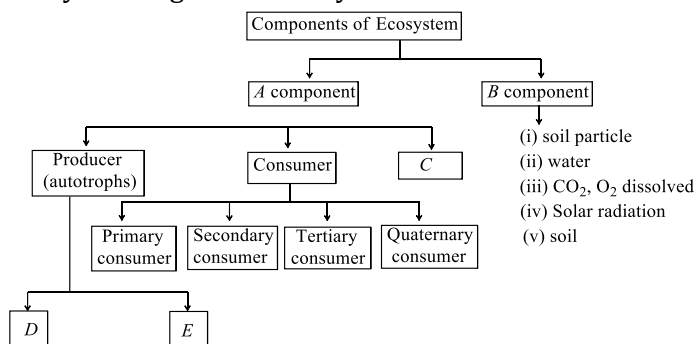 Components of Ecosystem
A component
B component
(i) soil particle
(ii) water
(iii) CO₂, O₂ dissolved
(iv) Solar radiation
(v) soil
Producer
(autotrophs)
Consumer
C
Primary
consumer
Secondary
consumer
Tertiary
consumer
Quaternary
consumer
D
E